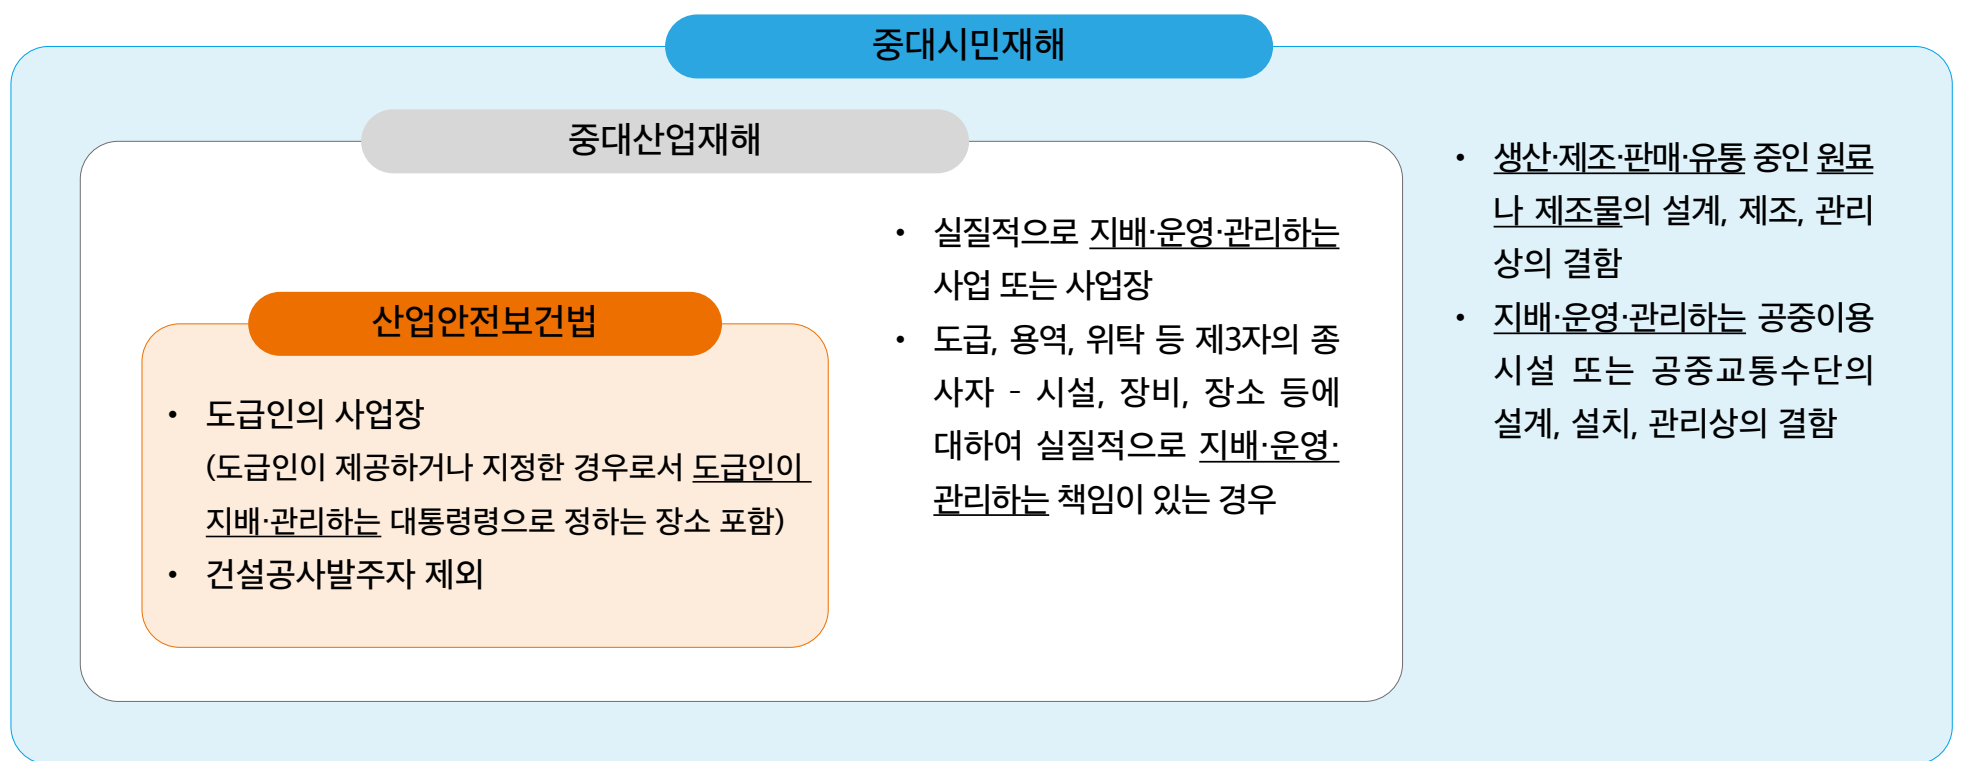 중대시민재해
중대산업재해
산업안전보건법
• 도급인의 사업장
(도급인이 제공하거나 지정한 경우로서 도급인이
지배·관리하는 대통령령으로 정하는 장소 포함)
• 건설공사발주자 제외
• 실질적으로 지배·운영·관리하는
사업 또는 사업장
• 도급, 용역, 위탁 등 제3자의 종
사자 - 시설, 장비, 장소 등에
대하여 실질적으로 지배·운영·
관리하는 책임이 있는 경우
• 생산·제조·판매·유통 중인 원료
나 제조물의 설계, 제조, 관리
상의 결함
• 지배·운영·관리하는 공중이용
시설 또는 공중교통수단의
설계, 설치, 관리상의 결함